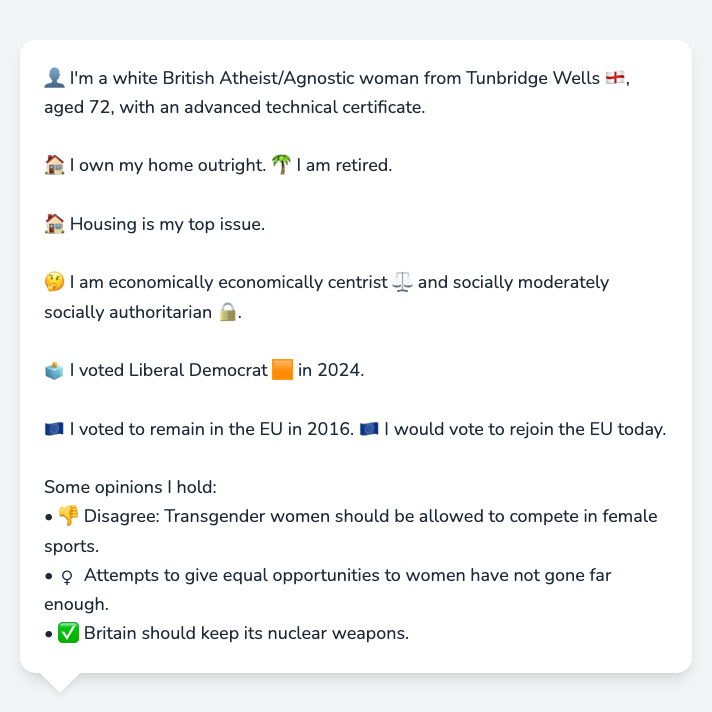 👤 I'm a white British Atheist/Agnostic woman from Tunbridge Wells 🏴󠁧󠁢󠁥󠁮󠁧󠁿,
aged 72, with an advanced technical certificate.
🏠 I own my home outright. 🌴 I am retired.
🏠 Housing is my top issue.
🤔 I am economically economically centrist ⚖️ and socially moderately
socially authoritarian 🔒.
🗳️ I voted Liberal Democrat 🟧 in 2024.
🇪🇺 I voted to remain in the EU in 2016. 🇪🇺 I would vote to rejoin the EU today.
Some opinions I hold:
• 👎 Disagree: Transgender women should be allowed to compete in female
sports.
• ♀ Attempts to give equal opportunities to women have not gone far
enough.
• ✅ Britain should keep its nuclear weapons.